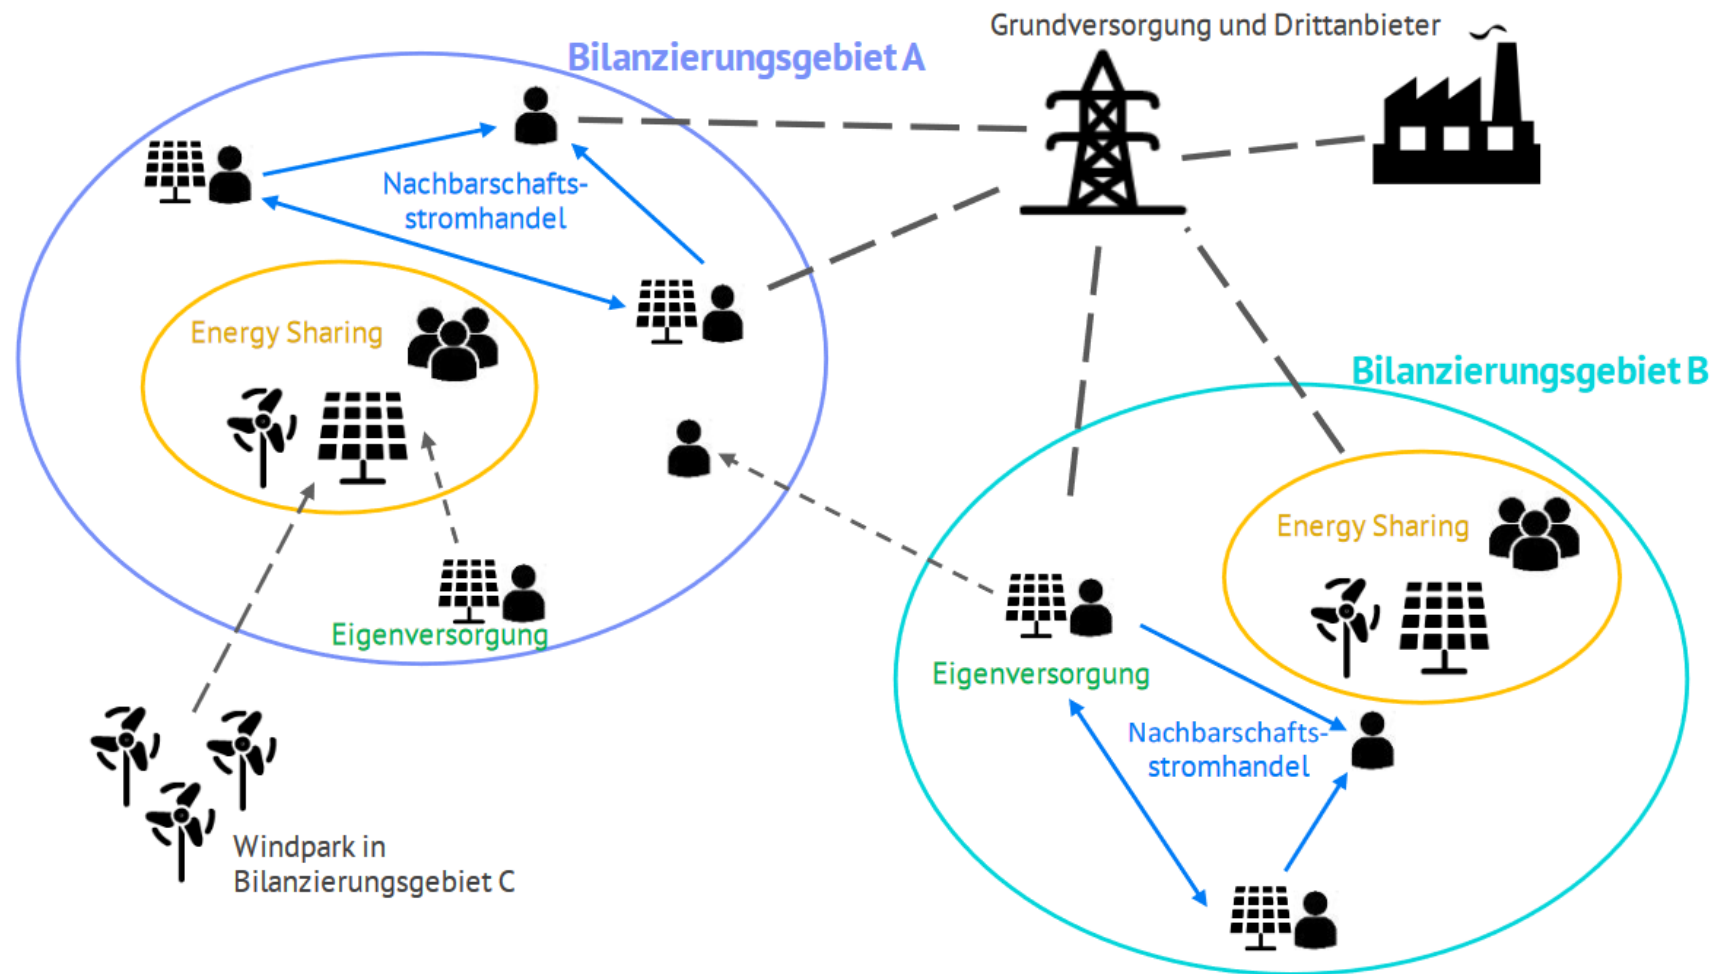 Grundversorgung und Drittanbieter
Bilanzierungsgebiet A
Nachbarschafts-
stromhandel
Energy Sharing
Eigenversorgung
Windpark in
Bilanzierungsgebiet C
Bilanzierungsgebiet B
Energy Sharing
Eigenversorgung
Nachbarschafts-
stromhandel